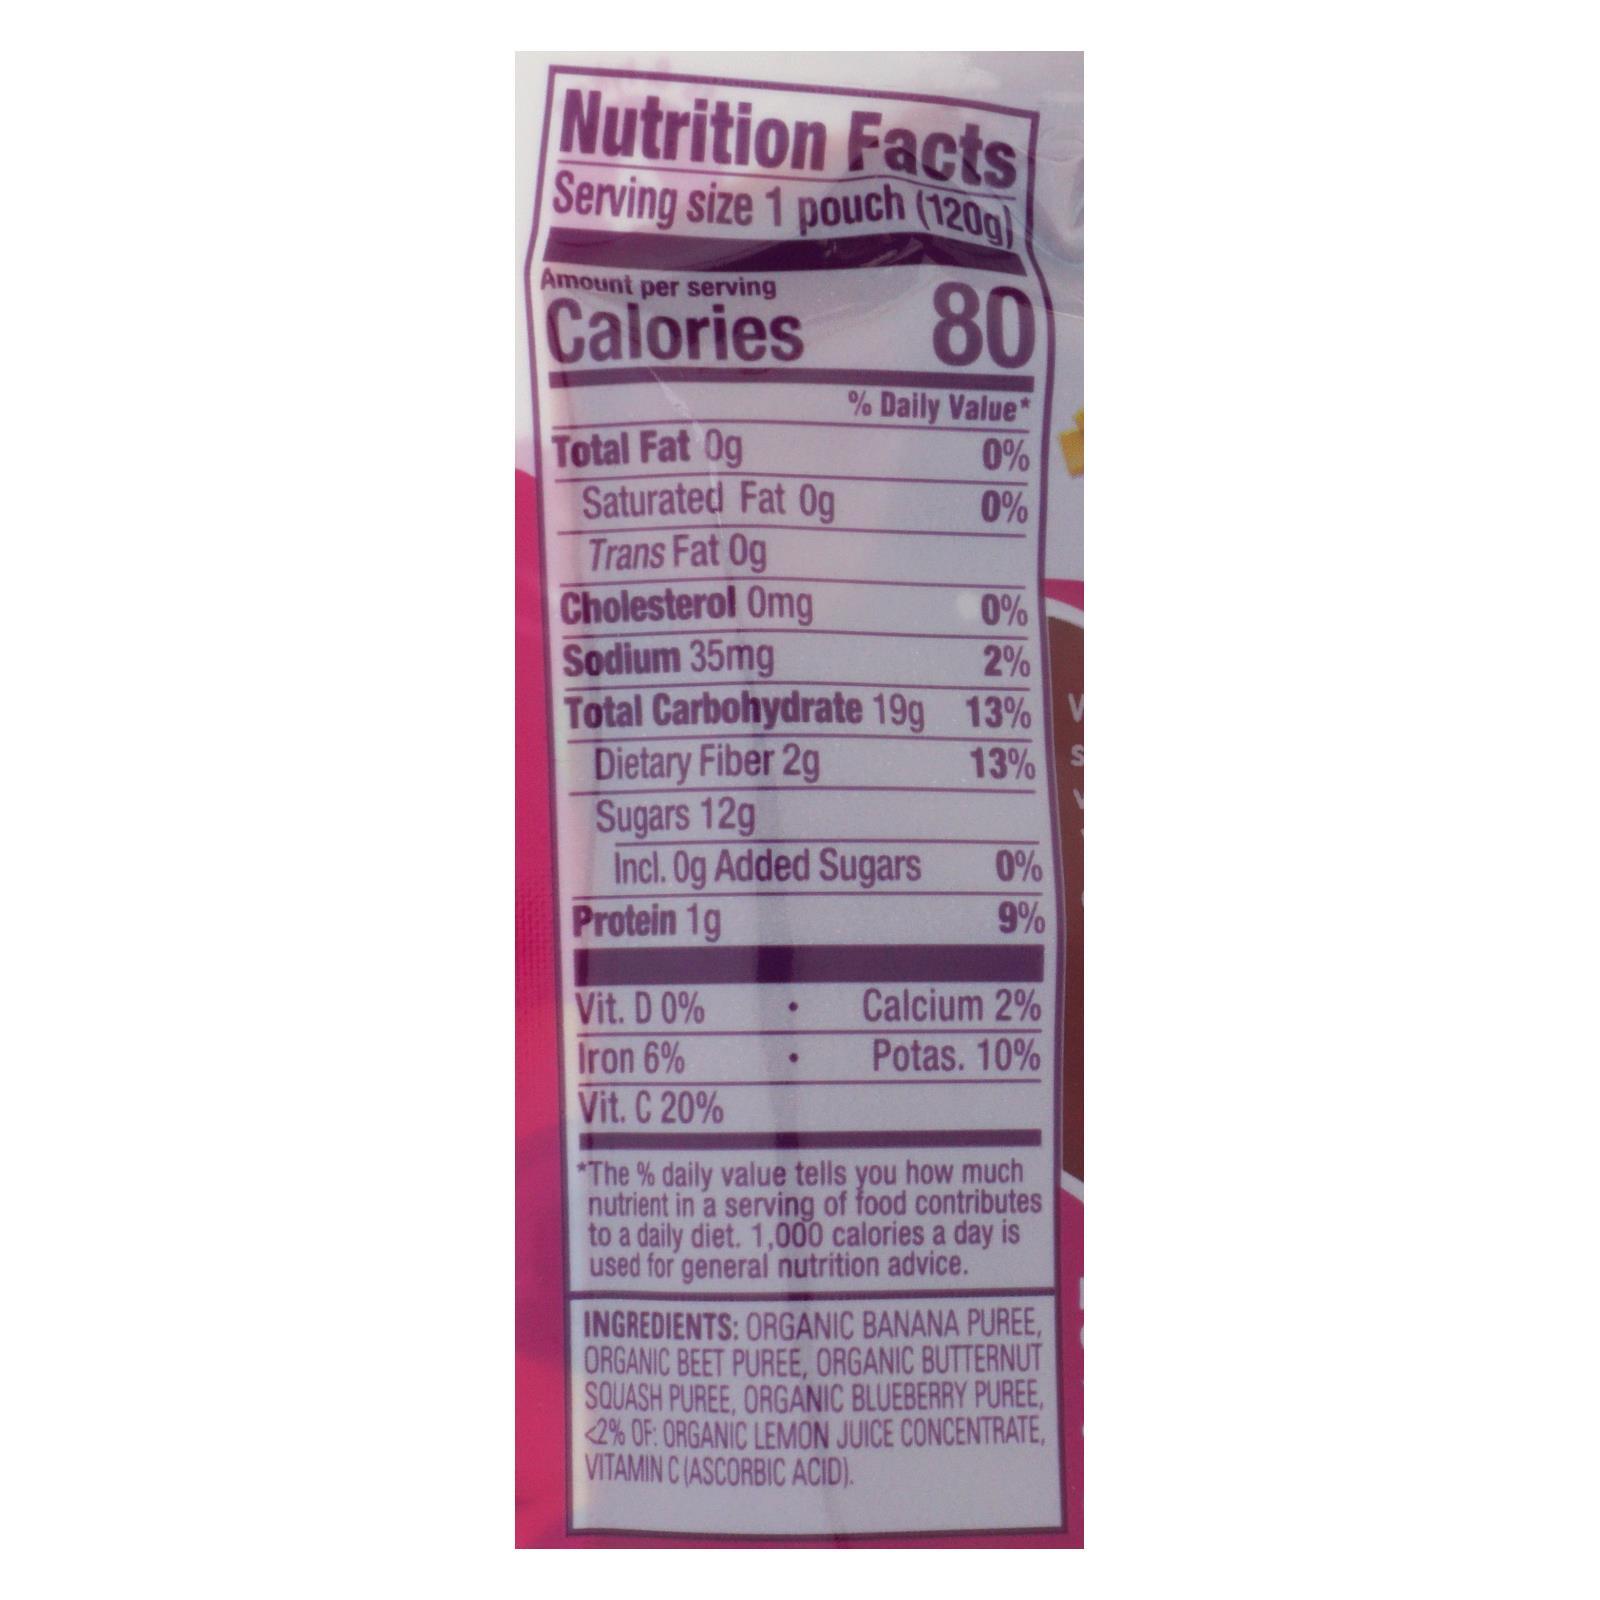 Nutrition Facts
Serving size 1 pouch (120g)
Amount per serving
Calories 80
% Daily Value*
Total Fat 0g 0%
Saturated Fat 0g 0%
Trans Fat 0g
Cholesterol 0mg 0%
Sodium 35mg 2%
Total Carbohydrate 19g 13%
Dietary Fiber 2g 13%
Sugars 12g
Incl. 0g Added Sugars 0%
Protein 1g 9%
Vit. D 0% • Calcium 2%
Iron 6% • Potas. 10%
Vit. C 20%
*The % daily value tells you how much
nutrient in a serving of food contributes
to a daily diet. 1,000 calories a day is
used for general nutrition advice.
INGREDIENTS: ORGANIC BANANA PUREE,
ORGANIC BEET PUREE, ORGANIC BUTTERNUT
SQUASH PUREE, ORGANIC BLUEBERRY PUREE,
<2% OF: ORGANIC LEMON JUICE CONCENTRATE,
VITAMIN C (ASCORBIC ACID).